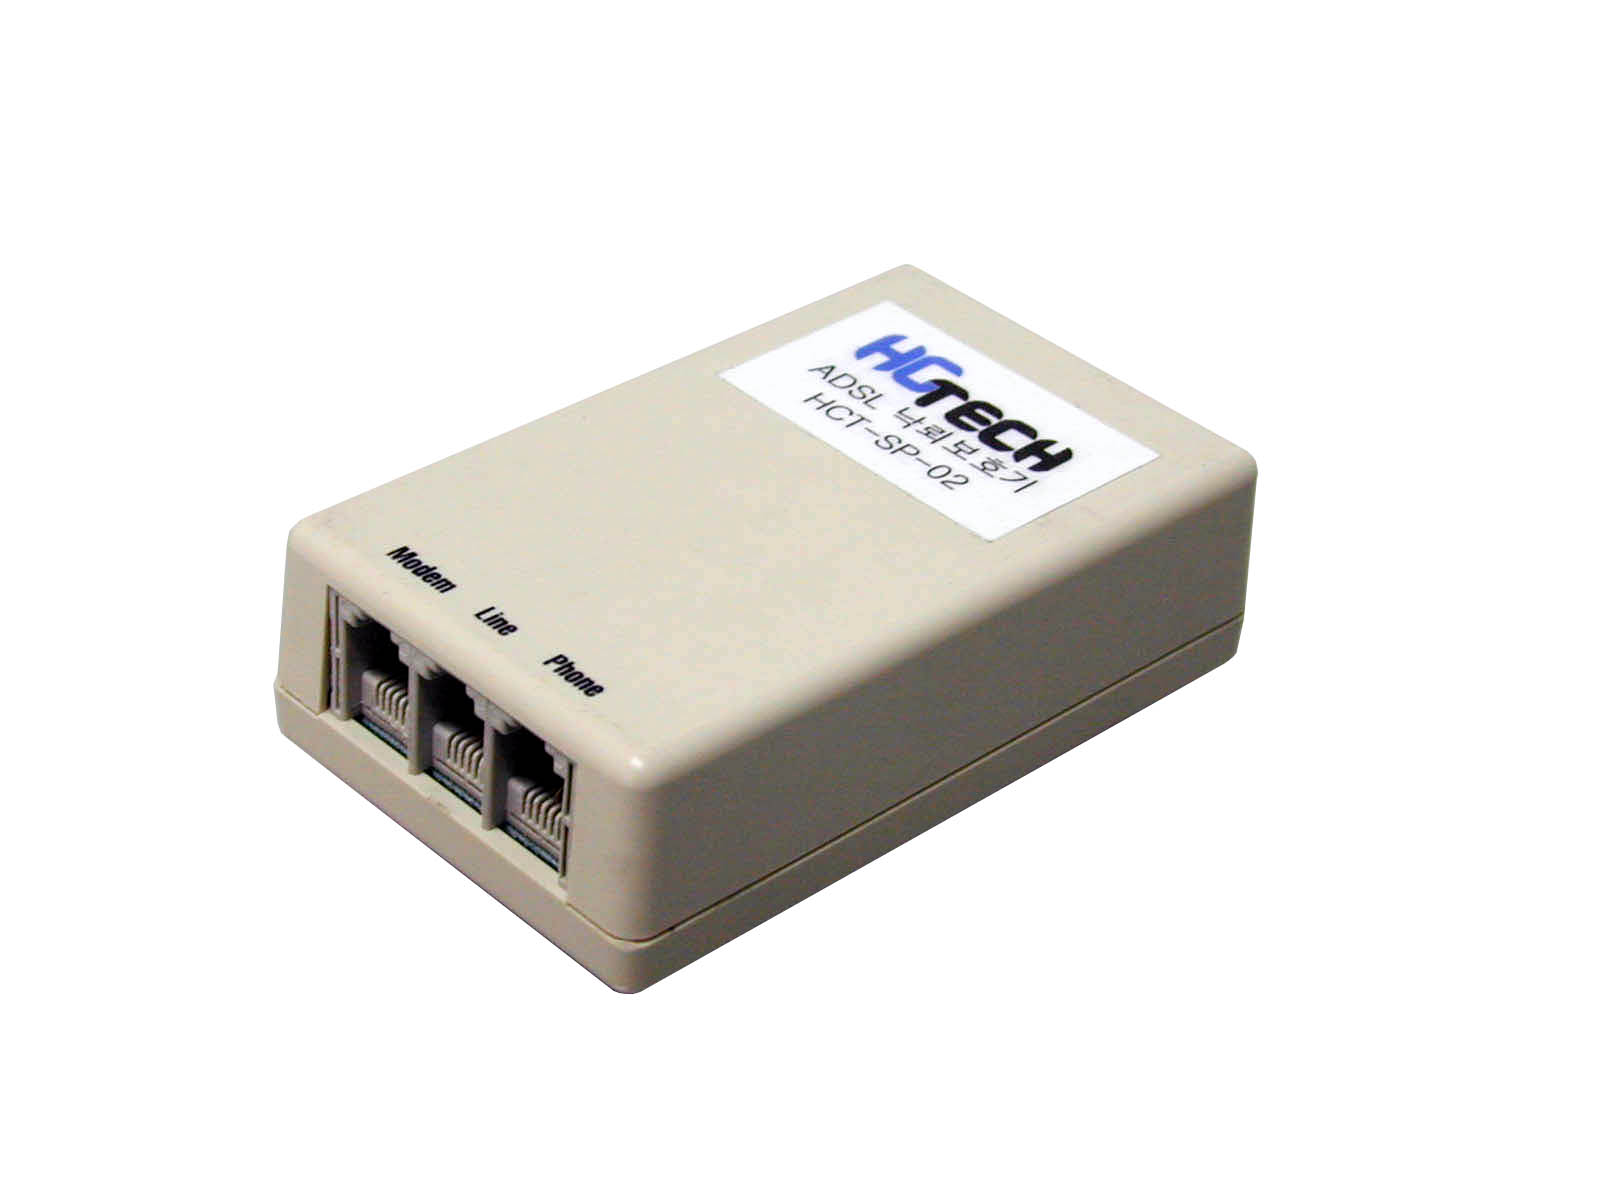 HCTECH
ADSL 낙뢰보호기
HCT-SP-02
Modem
Line
Phone